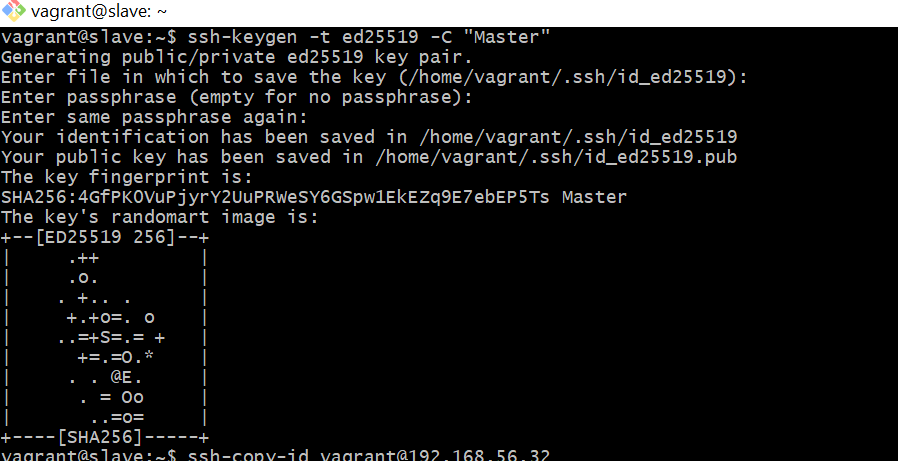 vagrant@slave: ~
vagrant@slave:~$ ssh-keygen -t ed25519 -C "Master"
Generating public/private ed25519 key pair.
Enter file in which to save the key (/home/vagrant/.ssh/id_ed25519):
Enter passphrase (empty for no passphrase):
Enter same passphrase again:
Your identification has been saved in /home/vagrant/.ssh/id_ed25519
Your public key has been saved in /home/vagrant/.ssh/id_ed25519.pub
The key fingerprint is:
SHA256:4GfPKOVuPjyrY2UuPRWeSY6GSpw1EkEZq9E7ebEP5Ts Master
The key's randomart image is:
+--[ED25519 256]--+
|      .++        |
|      .o.        |
|     . +.. .     |
|      +.+o=. o   |
|     ..=+S=.= +  |
|       +=.=O.*   |
|      . . @E.    |
|       . = Oo    |
|        ..=o=    |
+----[SHA256]-----+
vagrant@slave:~$ ssh-copy-id vagrant@192.168.56.32